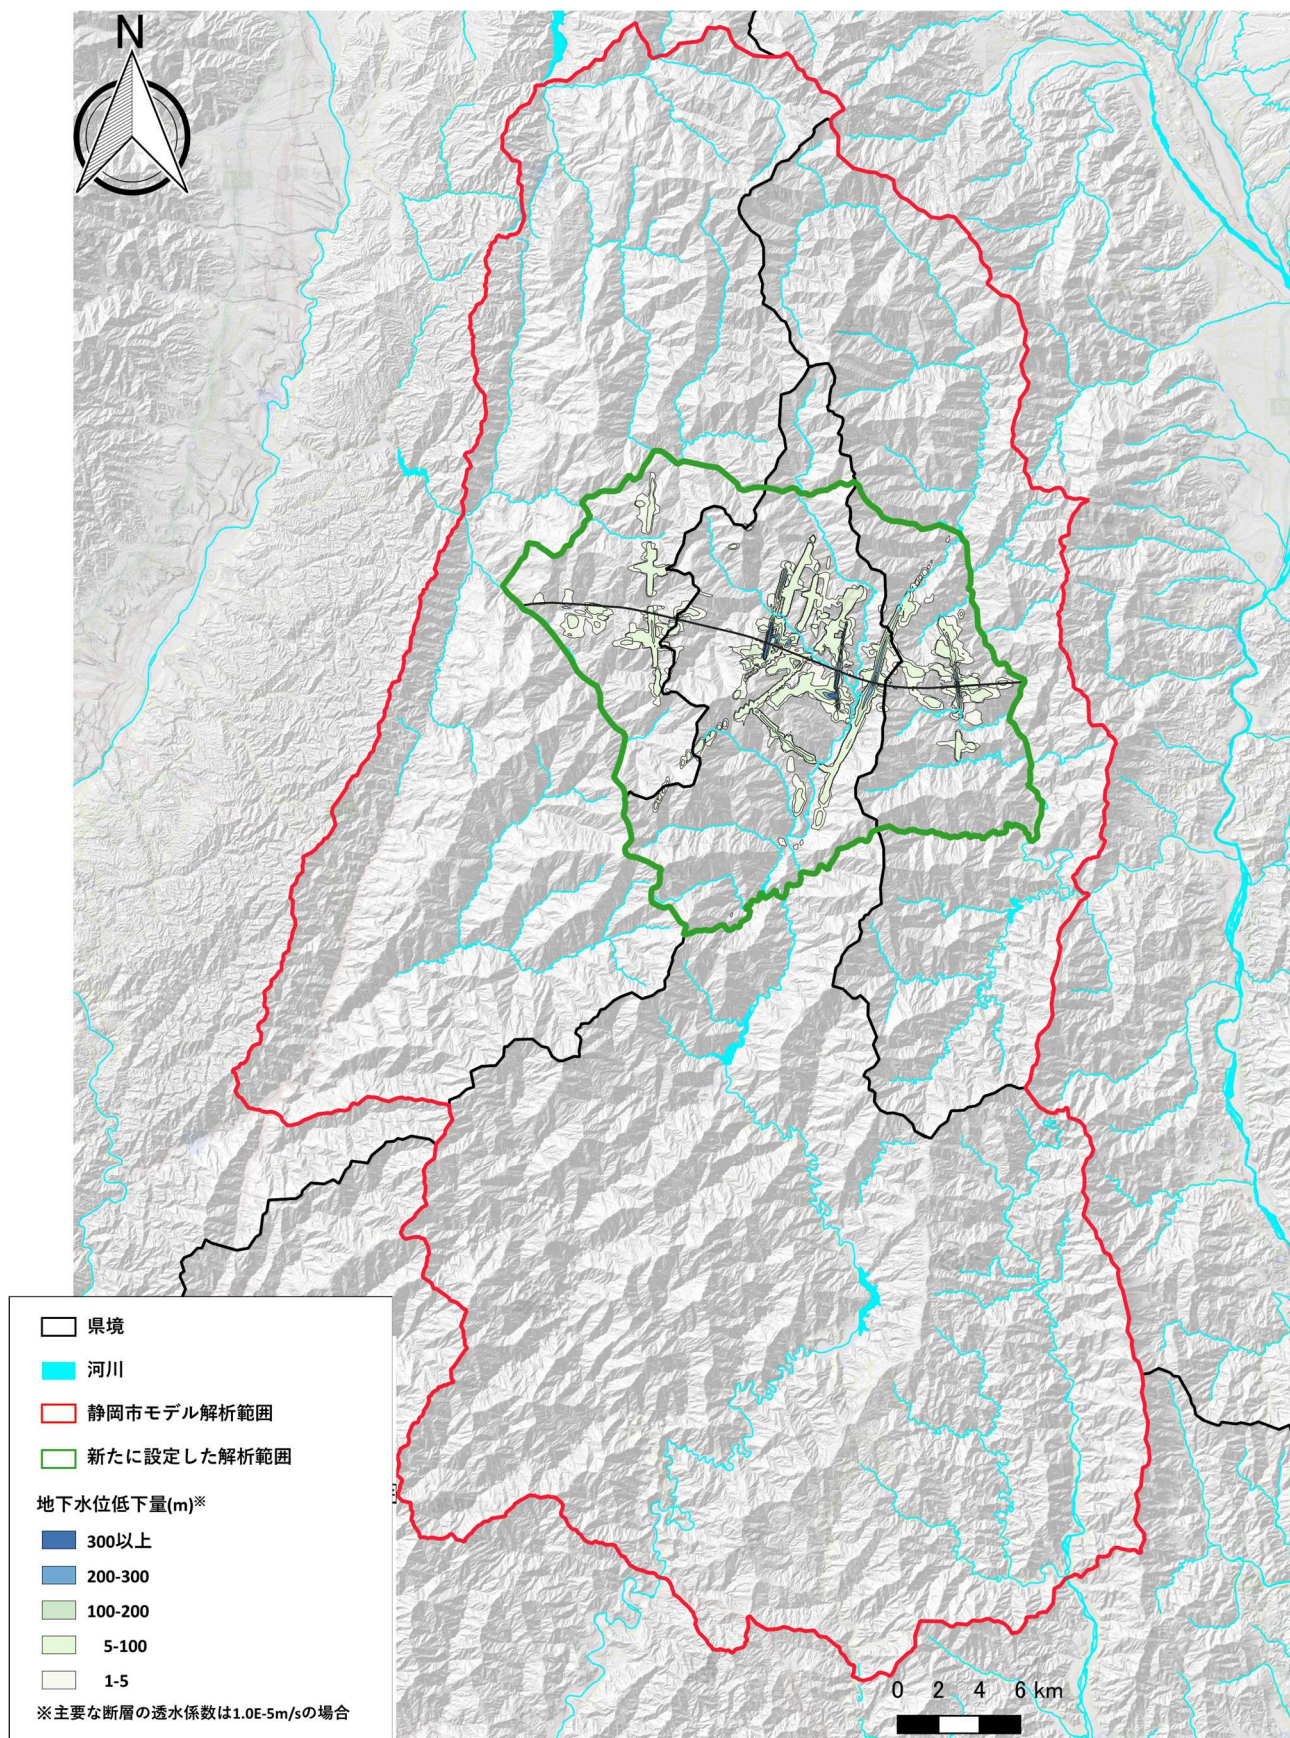 N
県境
河川
静岡市モデル解析範囲
新たに設定した解析範囲
地下水位低下量(m)※
300以上
200-300
100-200
5-100
1-5
※主要な断層の透水係数は1.0E-5m/sの場合
0 2 4 6 km